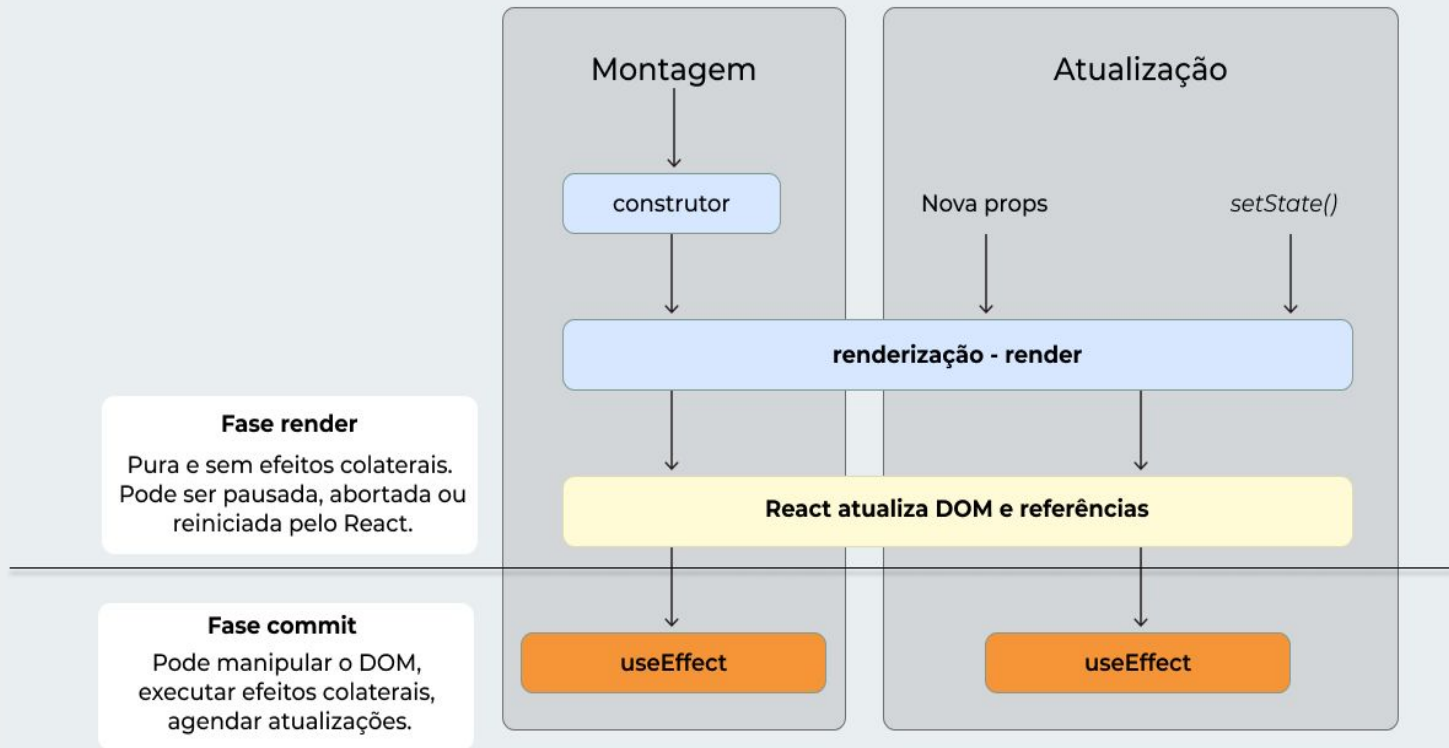 Montagem
Atualização
construtor
Nova props
setState()
renderização - render
Fase render
Pura e sem efeitos colaterais.
Pode ser pausada, abortada ou
reiniciada pelo React.
React atualiza DOM e referências
Fase commit
Pode manipular o DOM,
executar efeitos colaterais,
agendar atualizações.
useEffect
useEffect